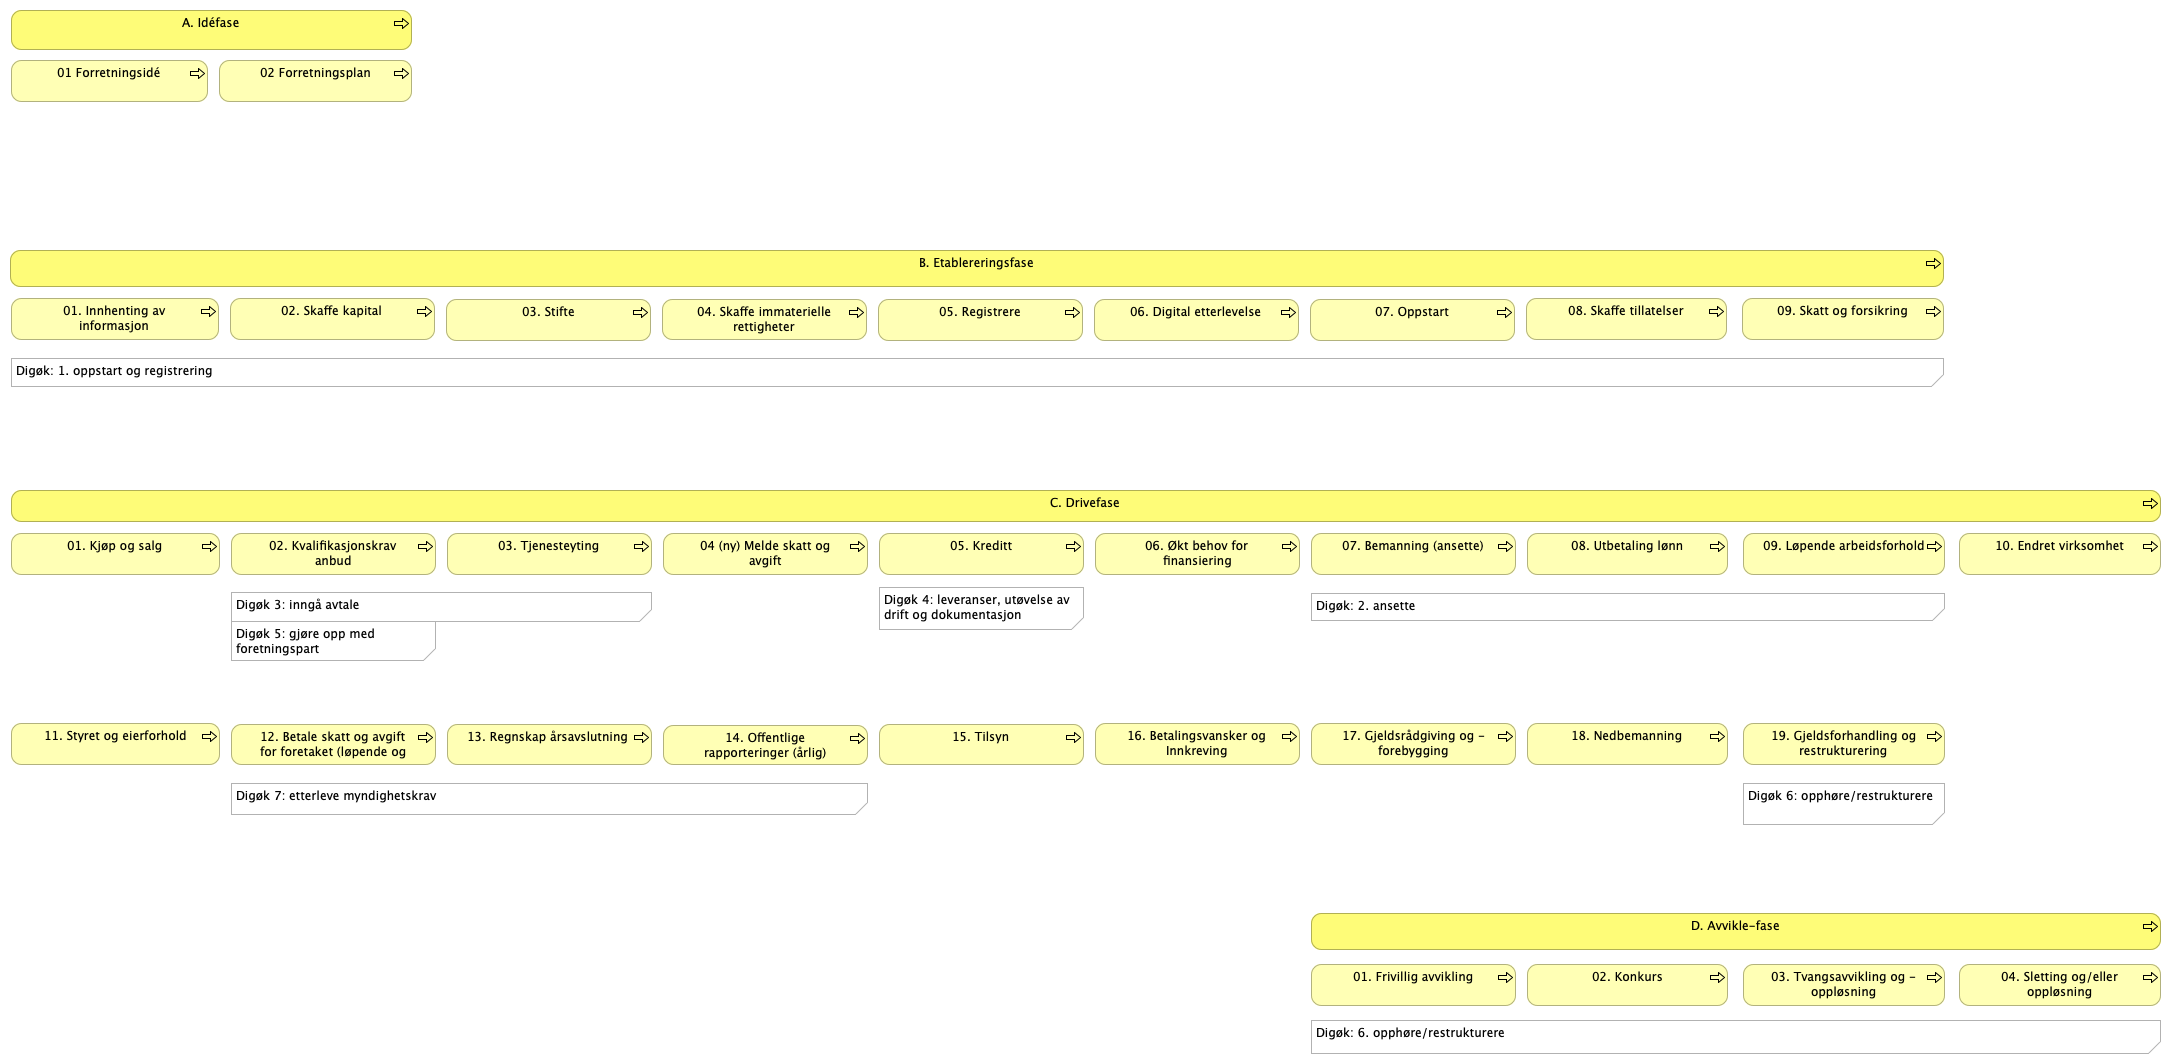 A. Idéfase
01 Forretningsidé
02 Forretningsplan
B. Etablereringsfase
01. Innhenting av
informasjon
02. Skaffe kapital
03. Stifte
04. Skaffe immaterielle
rettigheter
05. Registrere
06. Digital etterlevelse
07. Oppstart
08. Skaffe tillatelser
09. Skatt og forsikring
Digøk: 1. oppstart og registrering
C. Drivefase
01. Kjøp og salg
02. Kvalifikasjonskrav
anbud
03. Tjenesteyting
04 (ny) Melde skatt og
avgift
05. Kreditt
06. Økt behov for
finansiering
07. Bemanning (ansette)
08. Utbetaling lønn
09. Løpende arbeidsforhold
10. Endret virksomhet
Digøk 3: inngå avtale
Digøk 5: gjøre opp med
foretningspart
Digøk 4: leveranser, utøvelse av
drift og dokumentasjon
Digøk: 2. ansette
11. Styret og eierforhold
12. Betale skatt og avgift
for foretaket (løpende og
13. Regnskap årsavslutning
14. Offentlige
rapporteringer (årlig)
15. Tilsyn
16. Betalingsvansker og
Innkreving
17. Gjeldsrådgiving og -
forebygging
18. Nedbemanning
19. Gjeldsforhandling og
restrukturering
Digøk 7: etterleve myndighetskrav
Digøk 6: opphøre/restrukturere
D. Avvikle-fase
01. Frivillig avvikling
02. Konkurs
03. Tvangsavvikling og -
oppløsning
04. Sletting og/eller
oppløsning
Digøk: 6. opphøre/restrukturere